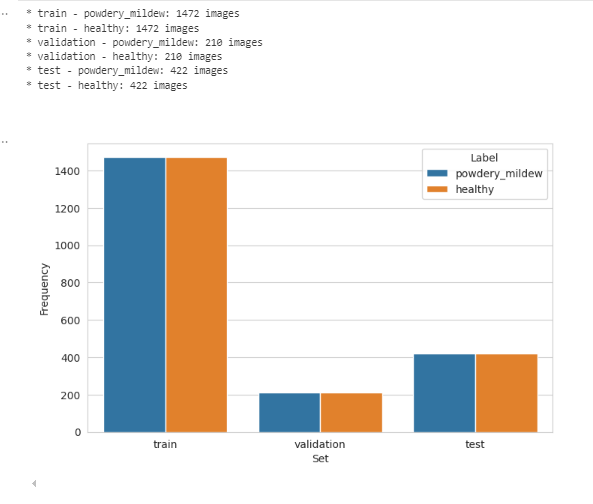 * train - powdery_mildew: 1472 images
* train - healthy: 1472 images
* validation - powdery_mildew: 210 images
* validation - healthy: 210 images
* test - powdery_mildew: 422 images
* test - healthy: 422 images
Label
powdery_mildew
healthy
Frequency
1400
1200
1000
800
600
400
200
0
train validation test
Set